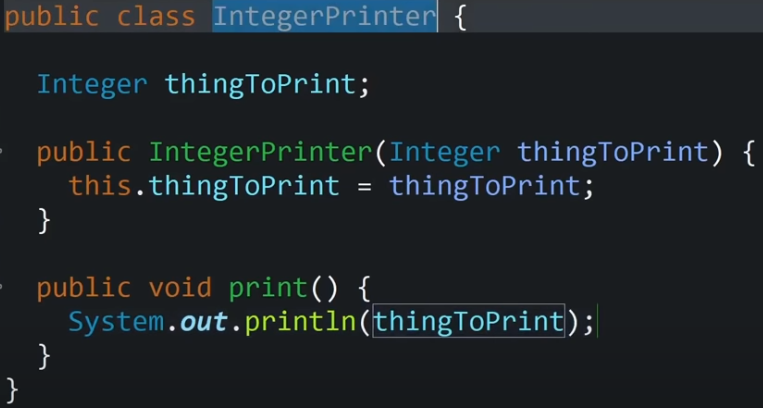 public class IntegerPrinter {
Integer thingToPrint;
public IntegerPrinter(Integer thingToPrint) {
this.thingToPrint = thingToPrint;
}
public void print() {
System.out.println(thingToPrint);
}
}